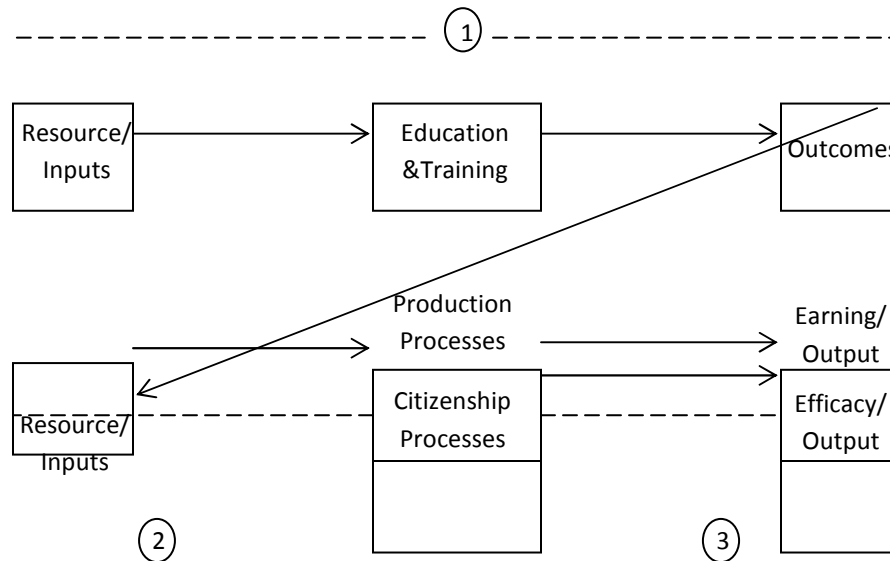 1
Resource/
Inputs
Education
&Training
Outcomes
Production
Processes
Earning/
Output
Resource/
Inputs
Citizenship
Processes
Efficacy/
Output
2
3